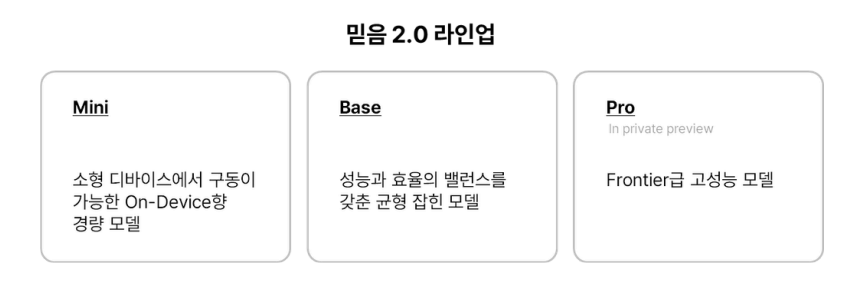 믿음 2.0 라인업
Mini
소형 디바이스에서 구동이
가능한 On-Device향
경량 모델
Base
성능과 효율의 밸런스를
갖춘 균형 잡힌 모델
Pro
In private preview
Frontier급 고성능 모델